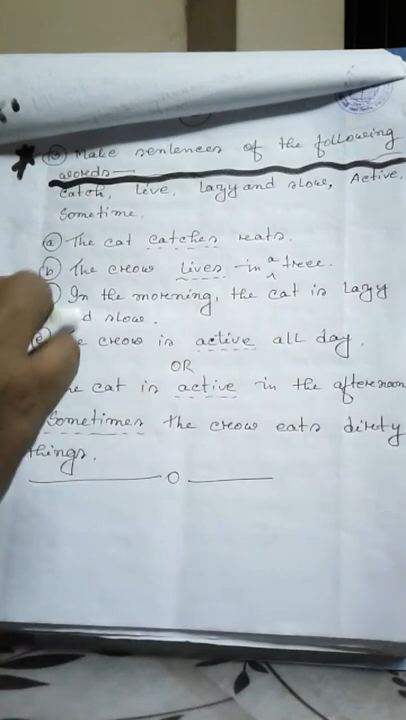 (13) Make sentences of the following
words—
Catch, Live, Lazy and slow, Active,
Sometime.
(a) The cat catches rats.
(b) The crow lives in a tree.
In the morning, the cat is lazy
slow.
crow is active all day.
OR
cat is active in the afternoon
Sometimes the crow eats dirty
things.